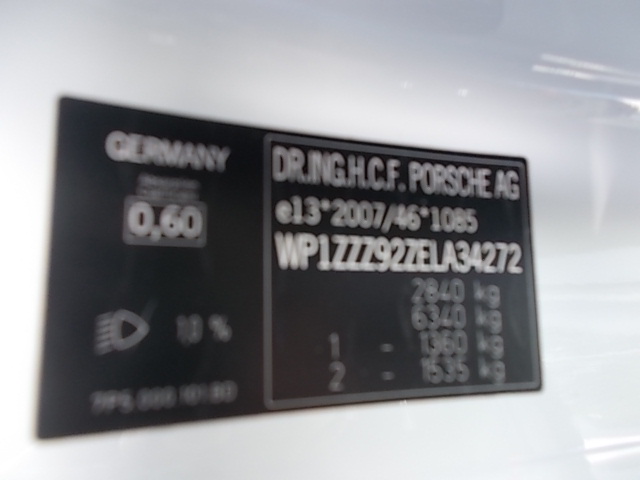 GERMANY
0,60
10 %
DR.ING.H.C.F. PORSCHE AG
e13*2007/46*1085
WP1ZZZ92ZELA34272
2840 kg
6340 kg
1 - 1360 kg
2 - 1535 kg